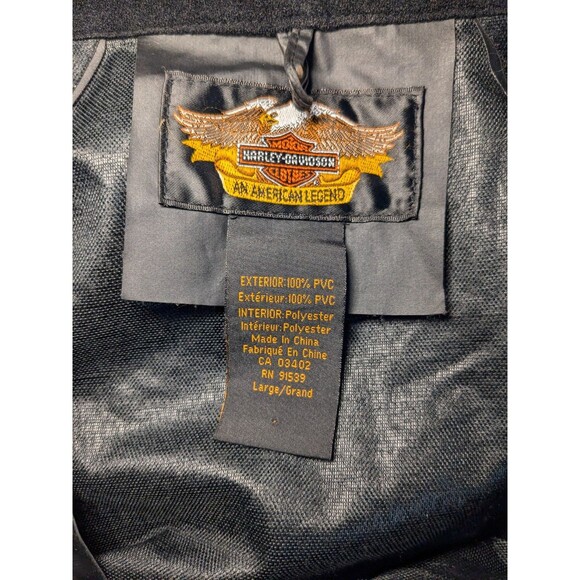 MOTOR
HARLEY-DAVIDSON
CLOTHES
AN AMERICAN LEGEND
EXTERIOR:100% PVC
Extérieur:100% PVC
INTERIOR: Polyester
Intérieur: Polyester
Made In China
Fabriqué En Chine
CA 03402
RN 91539
Large/Grand